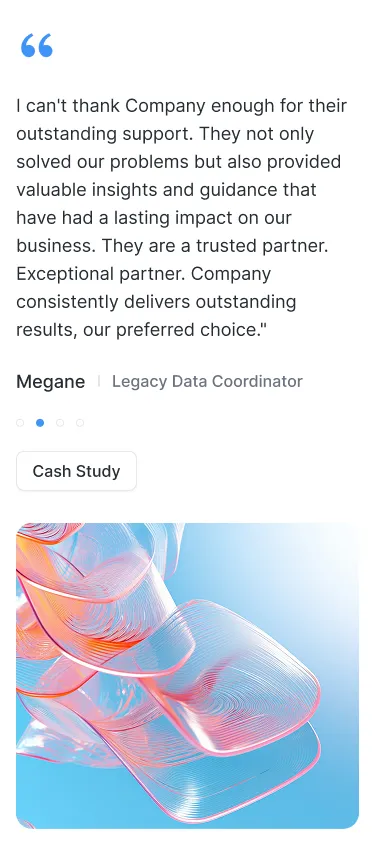 “
I can't thank Company enough for their
outstanding support. They not only
solved our problems but also provided
valuable insights and guidance that
have had a lasting impact on our
business. They are a trusted partner.
Exceptional partner. Company
consistently delivers outstanding
results, our preferred choice."
Megane | Legacy Data Coordinator
Cash Study